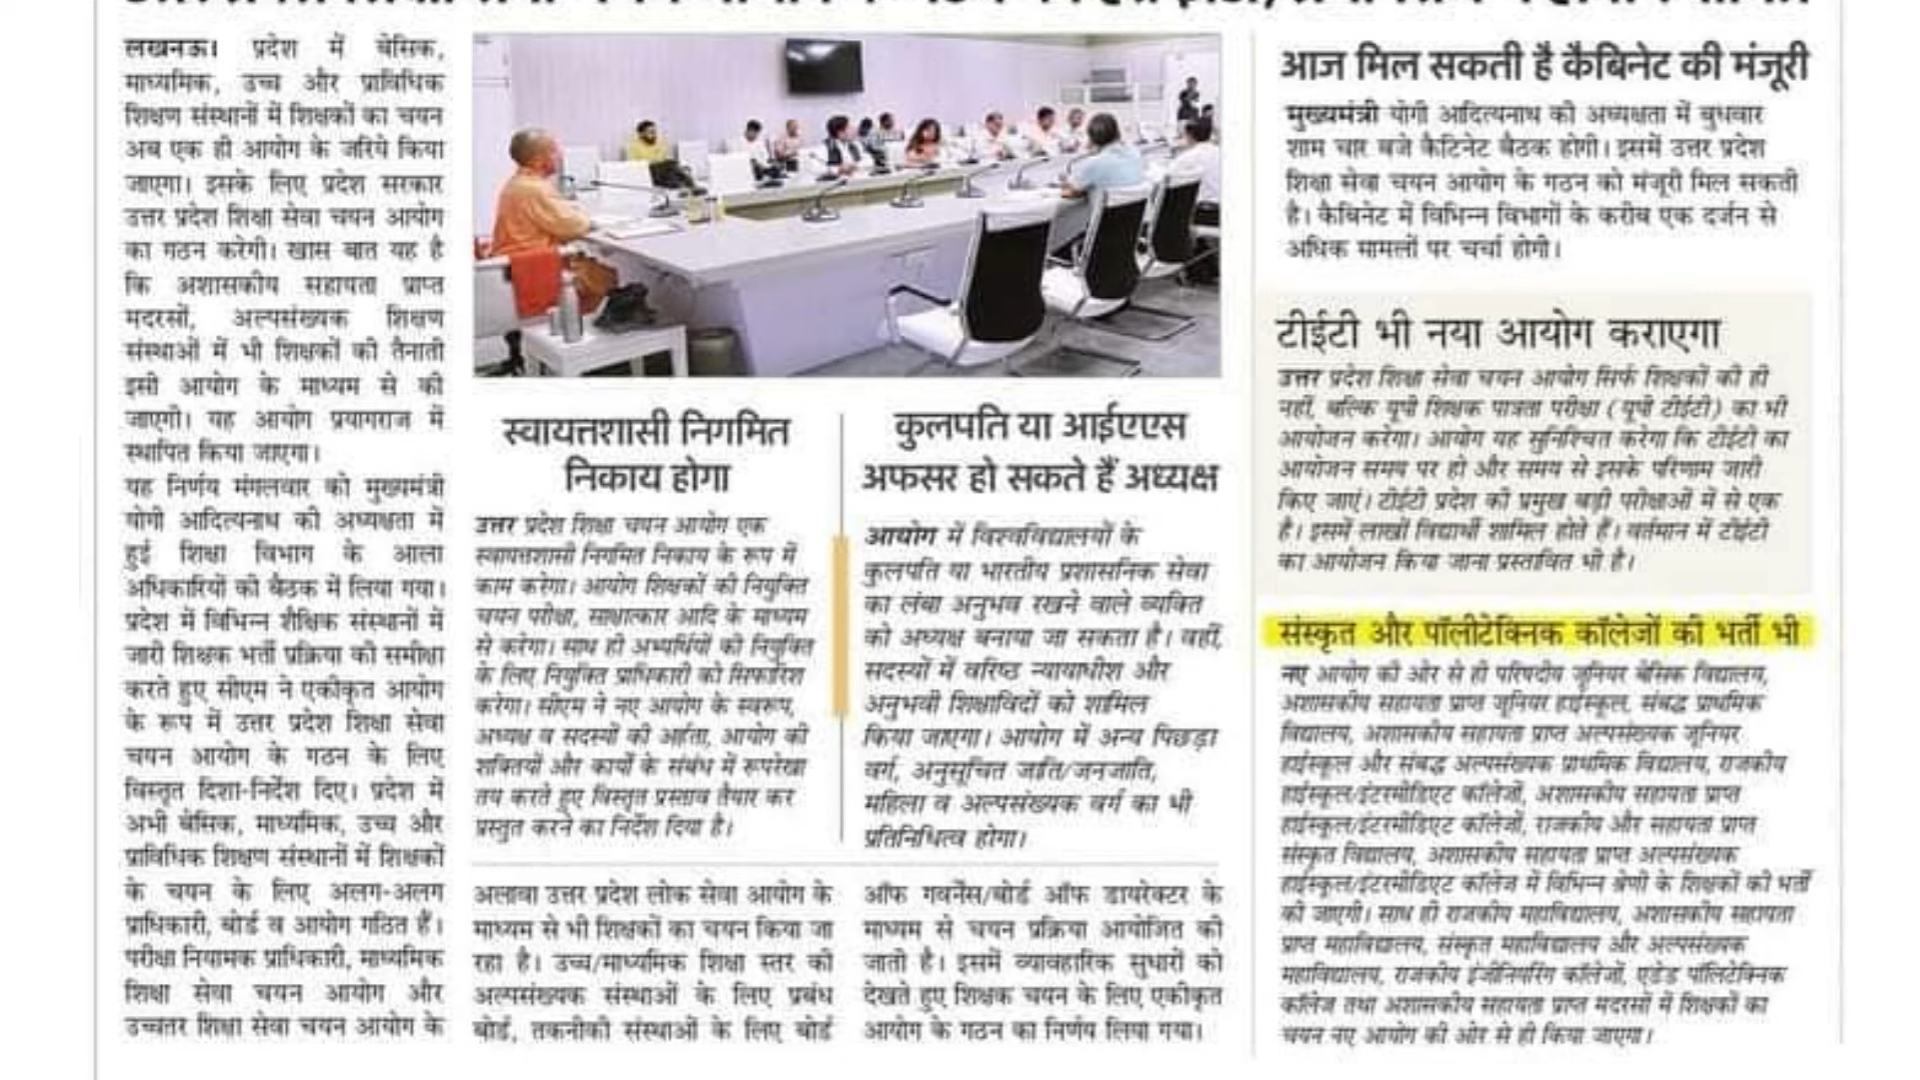 लखनऊ। प्रदेश में बेसिक,
माध्यमिक, उच्च और प्राविधिक
शिक्षण संस्थानों में शिक्षकों का चयन
अब एक ही आयोग के जरिये किया
जाएगा। इसके लिए प्रदेश सरकार
उत्तर प्रदेश शिक्षा सेवा चयन आयोग
का गठन करेगी। खास बात यह है
कि अशासकीय सहायता प्राप्त
मदरसों, अल्पसंख्यक शिक्षण
संस्थाओं में भी शिक्षकों की तैनाती
इसी आयोग के माध्यम से की
जाएगी। यह आयोग प्रयागराज में
स्थापित किया जाएगा।
यह निर्णय मंगलवार को मुख्यमंत्री
योगी आदित्यनाथ की अध्यक्षता में
हुई शिक्षा विभाग के आला
अधिकारियों की बैठक में लिया गया।
प्रदेश में विभिन्न शैक्षिक संस्थानों में
जारी शिक्षक भर्ती प्रक्रिया की समीक्षा
करते हुए सीएम ने एकीकृत आयोग
के रूप में उत्तर प्रदेश शिक्षा सेवा
चयन आयोग के गठन के लिए
विस्तृत दिशा-निर्देश दिए। प्रदेश में
अभी बेसिक, माध्यमिक, उच्च और
प्राविधिक शिक्षण संस्थानों में शिक्षकों
के चयन के लिए अलग-अलग
प्राधिकारी, बोर्ड व आयोग गठित हैं।
परीक्षा नियामक प्राधिकारी, माध्यमिक
शिक्षा सेवा चयन आयोग और
उच्चतर शिक्षा सेवा चयन आयोग के
स्वायत्तशासी निगमित
निकाय होगा
उत्तर प्रदेश शिक्षा चयन आयोग एक
स्वायत्तशासी निगमित निकाय के रूप में
काम करेगा। आयोग शिक्षकों की नियुक्ति
चयन परीक्षा, साक्षात्कार आदि के माध्यम
से करेगा। साथ ही अभ्यर्थियों की नियुक्ति
के लिए नियुक्ति प्राधिकारी को सिफारिश
करेगा। सीएम ने नए आयोग के स्वरूप,
अध्यक्ष व सदस्यों की अर्हता, आयोग की
शक्तियों और कार्यों के संबंध में रूपरेखा
तय करते हुए विस्तृत प्रस्ताव तैयार कर
प्रस्तुत करने का निर्देश दिया है।
कुलपति या आईएएस
अफसर हो सकते हैं अध्यक्ष
आयोग में विश्वविद्यालयों के
कुलपति या भारतीय प्रशासनिक सेवा
का लंबा अनुभव रखने वाले व्यक्ति
को अध्यक्ष बनाया जा सकता है। वहीं,
सदस्यों में वरिष्ठ न्यायाधीश और
अनुभवी शिक्षाविदों को शामिल
किया जाएगा। आयोग में अन्य पिछड़ा
वर्ग, अनुसूचित जाति/जनजाति,
महिला व अल्पसंख्यक वर्ग का भी
प्रतिनिधित्व होगा।
अलावा उत्तर प्रदेश लोक सेवा आयोग के
माध्यम से भी शिक्षकों का चयन किया जा
रहा है। उच्च/माध्यमिक शिक्षा स्तर की
अल्पसंख्यक संस्थाओं के लिए प्रबंध
बोर्ड, तकनीकी संस्थाओं के लिए बोर्ड
ऑफ गवर्नेंस/बोर्ड ऑफ डायरेक्टर के
माध्यम से चयन प्रक्रिया आयोजित की
जाती है। इसमें व्यावहारिक सुधारों को
देखते हुए शिक्षक चयन के लिए एकीकृत
आयोग के गठन का निर्णय लिया गया।
आज मिल सकती है कैबिनेट की मंजूरी
मुख्यमंत्री योगी आदित्यनाथ की अध्यक्षता में बुधवार
शाम चार बजे कैटिनेट बैठक होगी। इसमें उत्तर प्रदेश
शिक्षा सेवा चयन आयोग के गठन को मंजूरी मिल सकती
है। कैबिनेट में विभिन्न विभागों के करीब एक दर्जन से
अधिक मामलों पर चर्चा होगी।
टीईटी भी नया आयोग कराएगा
उत्तर प्रदेश शिक्षा सेवा चयन आयोग सिर्फ शिक्षकों की ही
नहीं, बल्कि यूपी शिक्षक पात्रता परीक्षा (यूपी टीईटी) का भी
आयोजन करेगा। आयोग यह सुनिश्चित करेगा कि टीईटी का
आयोजन समय पर हो और समय से इसके परिणाम जारी
किए जाएं। टीईटी प्रदेश की प्रमुख बड़ी परीक्षाओं में से एक
है। इसमें लाखों विद्यार्थी शामिल होते हैं। वर्तमान में टीईटी
का आयोजन किया जाना प्रस्तावित भी है।
संस्कृत और पॉलीटेक्निक कॉलेजों की भर्ती भी
नए आयोग की ओर से ही परिषदीय जूनियर बेसिक विद्यालय,
अशासकीय सहायता प्राप्त जूनियर हाईस्कूल, संबद्ध प्राथमिक
विद्यालय, अशासकीय सहायता प्राप्त अल्पसंख्यक जूनियर
हाईस्कूल और संबद्ध अल्पसंख्यक प्राथमिक विद्यालय, राजकीय
हाईस्कूल/इंटरमीडिएट कॉलेजों, अशासकीय सहायता प्राप्त
हाईस्कूल/इंटरमीडिएट कॉलेजों, राजकीय और सहायता प्राप्त
संस्कृत विद्यालय, अशासकीय सहायता प्राप्त अल्पसंख्यक
हाईस्कूल/इंटरमीडिएट कॉलेज में विभिन्न श्रेणी के शिक्षकों की भर्ती
की जाएगी। साथ ही राजकीय महाविद्यालय, अशासकीय सहायता
प्राप्त महाविद्यालय, संस्कृत महाविद्यालय और अल्पसंख्यक
महाविद्यालय, राजकीय इंजीनियरिंग कॉलेजों, एडेड पॉलिटेक्निक
कॉलेज तथा अशासकीय सहायता प्राप्त मदरसों में शिक्षकों का
चयन नए आयोग की ओर से ही किया जाएगा।